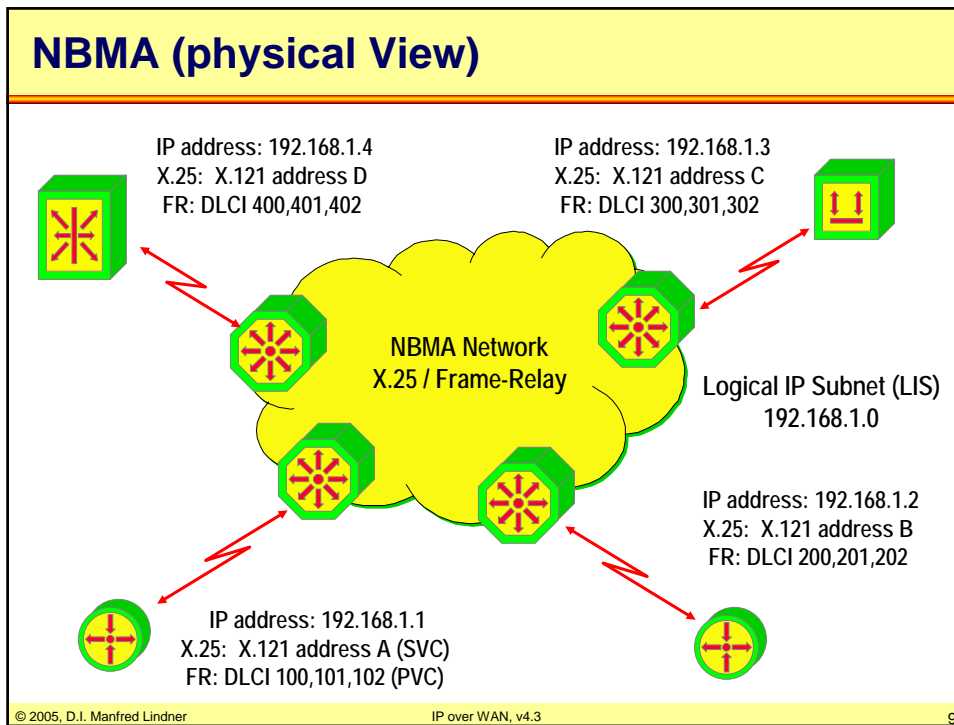 NBMA (physical View)
IP address: 192.168.1.4
X.25:  X.121 address D
FR: DLCI 400,401,402
IP address: 192.168.1.3
X.25:  X.121 address C
FR: DLCI 300,301,302
NBMA Network
X.25 / Frame-Relay
Logical IP Subnet (LIS)
192.168.1.0
IP address: 192.168.1.2
X.25:  X.121 address B
FR: DLCI 200,201,202
IP address: 192.168.1.1
X.25:  X.121 address A (SVC)
FR: DLCI 100,101,102 (PVC)
© 2005, D.I. Manfred Lindner
IP over WAN, v4.3
9